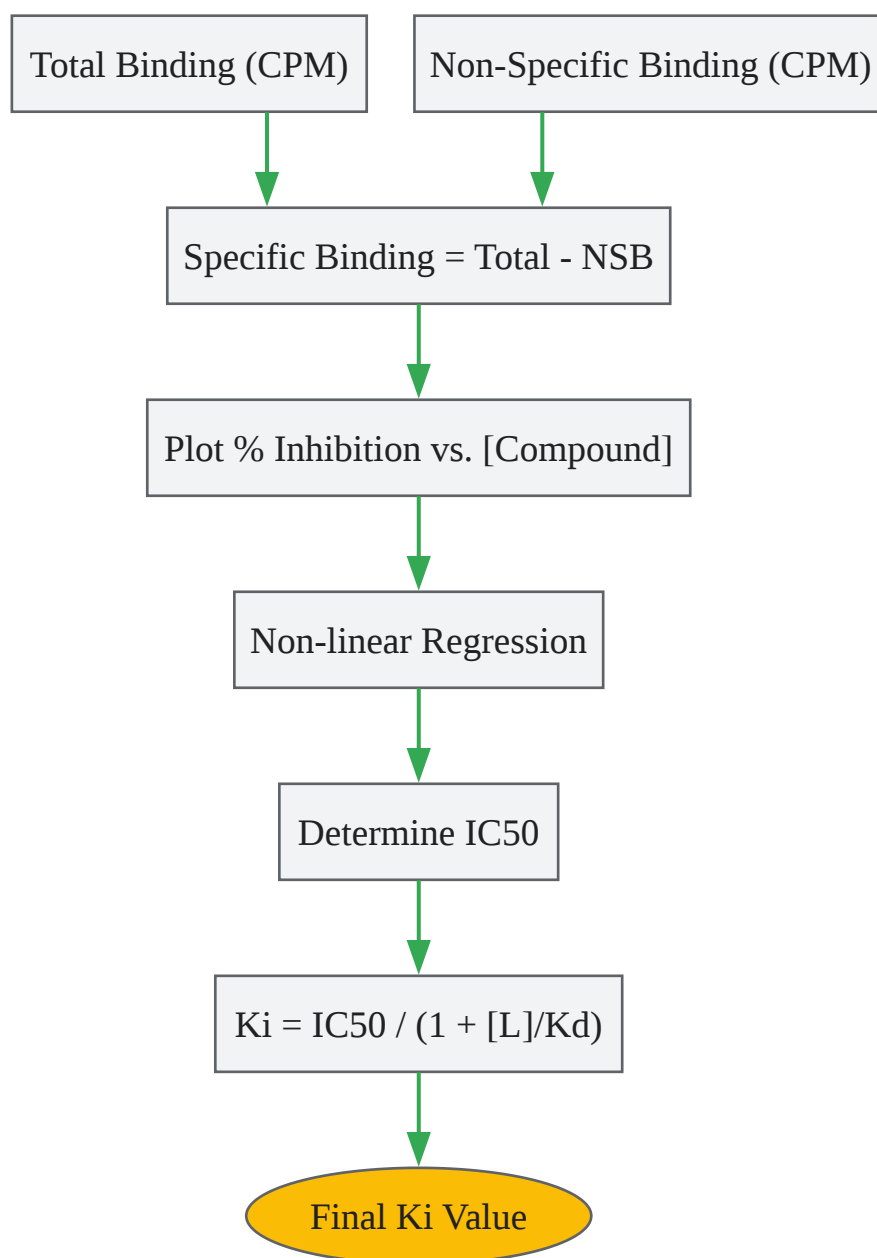 Total Binding (CPM)
Non-Specific Binding (CPM)
Specific Binding = Total - NSB
Plot % Inhibition vs. [Compound]
Non-linear Regression
Determine IC50
Ki = IC50 / (1 + [L]/Kd)
Final Ki Value